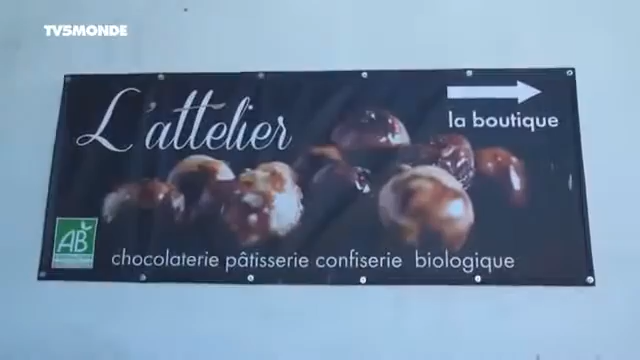 TV5MONDE
L'attelier
la boutique
AB
chocolaterie pâtisserie confiserie biologique